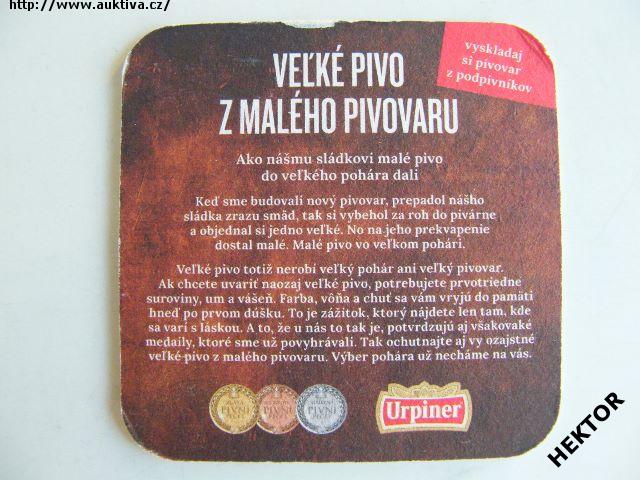 http://www.auktiva.cz/
vyskladaj
si pivovar
z podpivníkov
VEĽKÉ PIVO
Z MALÉHO PIVOVARU
Ako nášmu sládkovi malé pivo
do veľkého pohára dali
Keď sme budovali nový pivovar, prepadol nášho
sládka zrazu smäd, tak si vybehol za roh do pivárne
a objednal si jedno veľké. No na jeho prekvapenie
dostal malé. Malé pivo vo veľkom pohári.
Veľké pivo totiž nerobí veľký pohár ani veľký pivovar.
Ak chcete uvariť naozaj veľké pivo, potrebujete prvotriedne
suroviny, um a vášeň. Farba, vôňa a chuť sa vám vryjú do pamäti
hneď po prvom dúšku. To je zážitok, ktorý nájdete len tam, kde
sa varí s láskou. A to, že u nás to tak je, potvrdzujú aj všakovaké
medaily, ktoré sme už povyhrávali. Tak ochutnajte aj vy ozajstné
veľké pivo z malého pivovaru. Výber pohára už necháme na vás.
PIVNÍ
PIVNÍ
PIVNÍ
Urpiner
HEKTOR